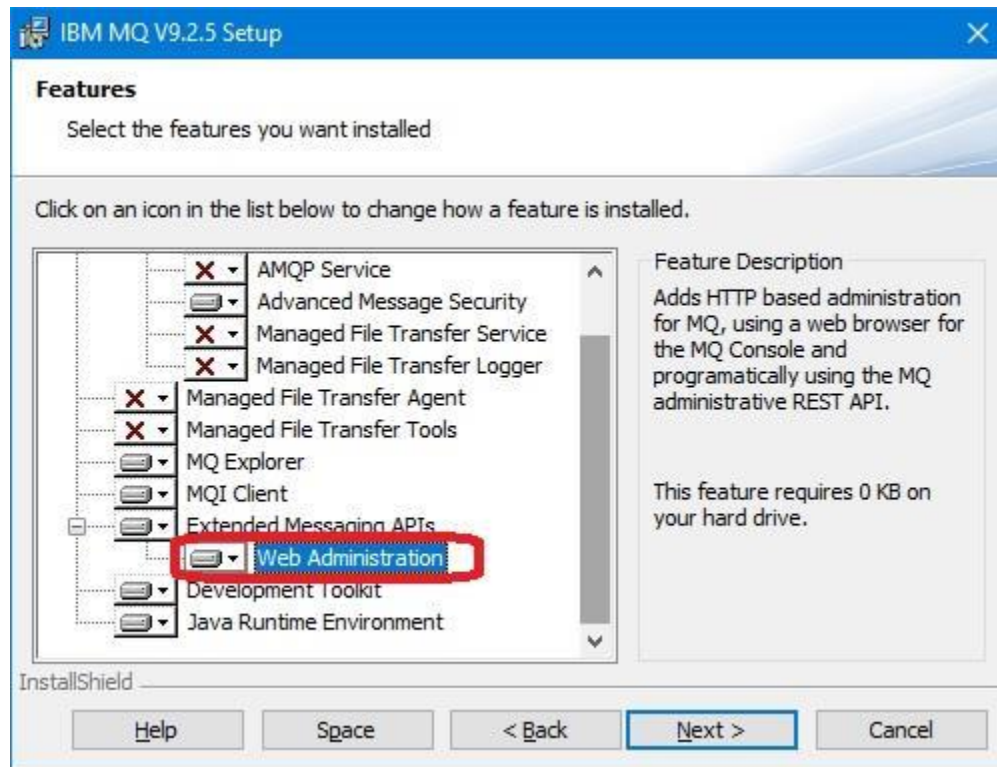 IBM MQ V9.2.5 Setup
Features
Select the features you want installed
Click on an icon in the list below to change how a feature is installed.
AMQP Service
Advanced Message Security
Managed File Transfer Service
Managed File Transfer Logger
Managed File Transfer Agent
Managed File Transfer Tools
MQ Explorer
MQI Client
Extended Messaging APIs
Web Administration
Development Toolkit
Java Runtime Environment
Feature Description
Adds HTTP based administration
for MQ, using a web browser for
the MQ Console and
programatically using the MQ
administrative REST API.
This feature requires 0 KB on
your hard drive.
InstallShield
Help
Space
< Back
Next >
Cancel